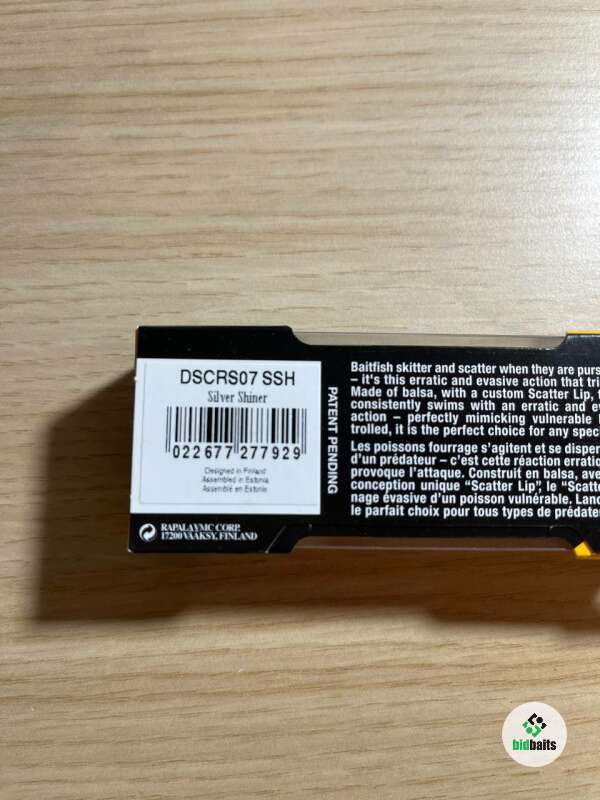 DSCRS07 SSH
Silver Shiner
022677 277929
Designed in Finland
Assembled in Estonia
Assemblé en Estonie
RAPALA VMC CORP.
17200 VÄÄKSY, FINLAND
PATENT PENDING
Baitfish skitter and scatter when they are purs
– it's this erratic and evasive action that tri
Made of balsa, with a custom Scatter Lip,
consistently swims with an erratic and ev
action – perfectly mimicking vulnerable
trolled, it is the perfect choice for any spec
Les poissons fourrage s'agitent et se disper
d'un prédateur – c'est cette réaction erratio
provoque l'attaque. Construit en balsa, ave
conception unique "Scatter Lip", le "Scatte
nage évasive d'un poisson vulnérable. Lanc
le parfait choix pour tous types de prédate
bidbaits